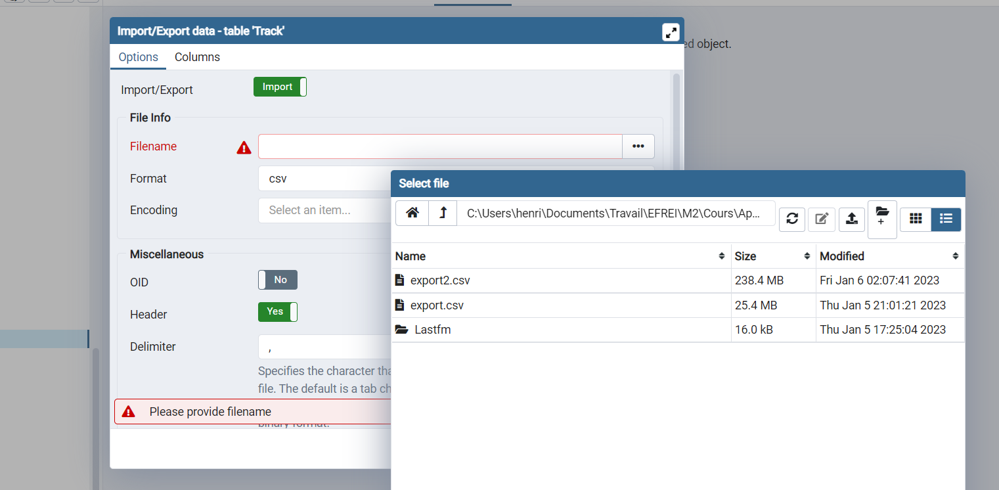 ed object.
Import/Export data - table 'Track'
Options Columns
Import/Export Import
File Info
Filename
Format csv
Encoding Select an item...
Miscellaneous
OID No
Header Yes
Delimiter ,
Specifies the character tha
file. The default is a tab ch
binary format.
Please provide filename
Select file
C:\Users\henri\Documents\Travail\EFREI\M2\Cours\Ap...
Name Size Modified
export2.csv 238.4 MB Fri Jan 6 02:07:41 2023
export.csv 25.4 MB Thu Jan 5 21:01:21 2023
Lastfm 16.0 kB Thu Jan 5 17:25:04 2023